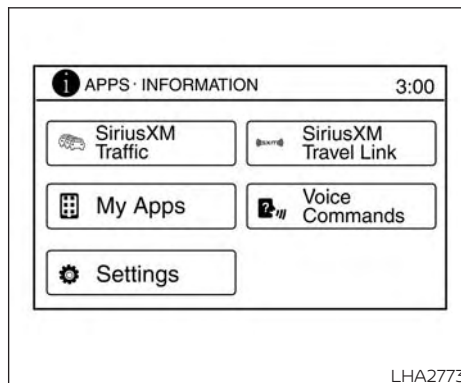 i APPS · INFORMATION 3:00
SiriusXM
Traffic
SiriusXM
Travel Link
My Apps
? Voice
Commands
Settings
LHA2773